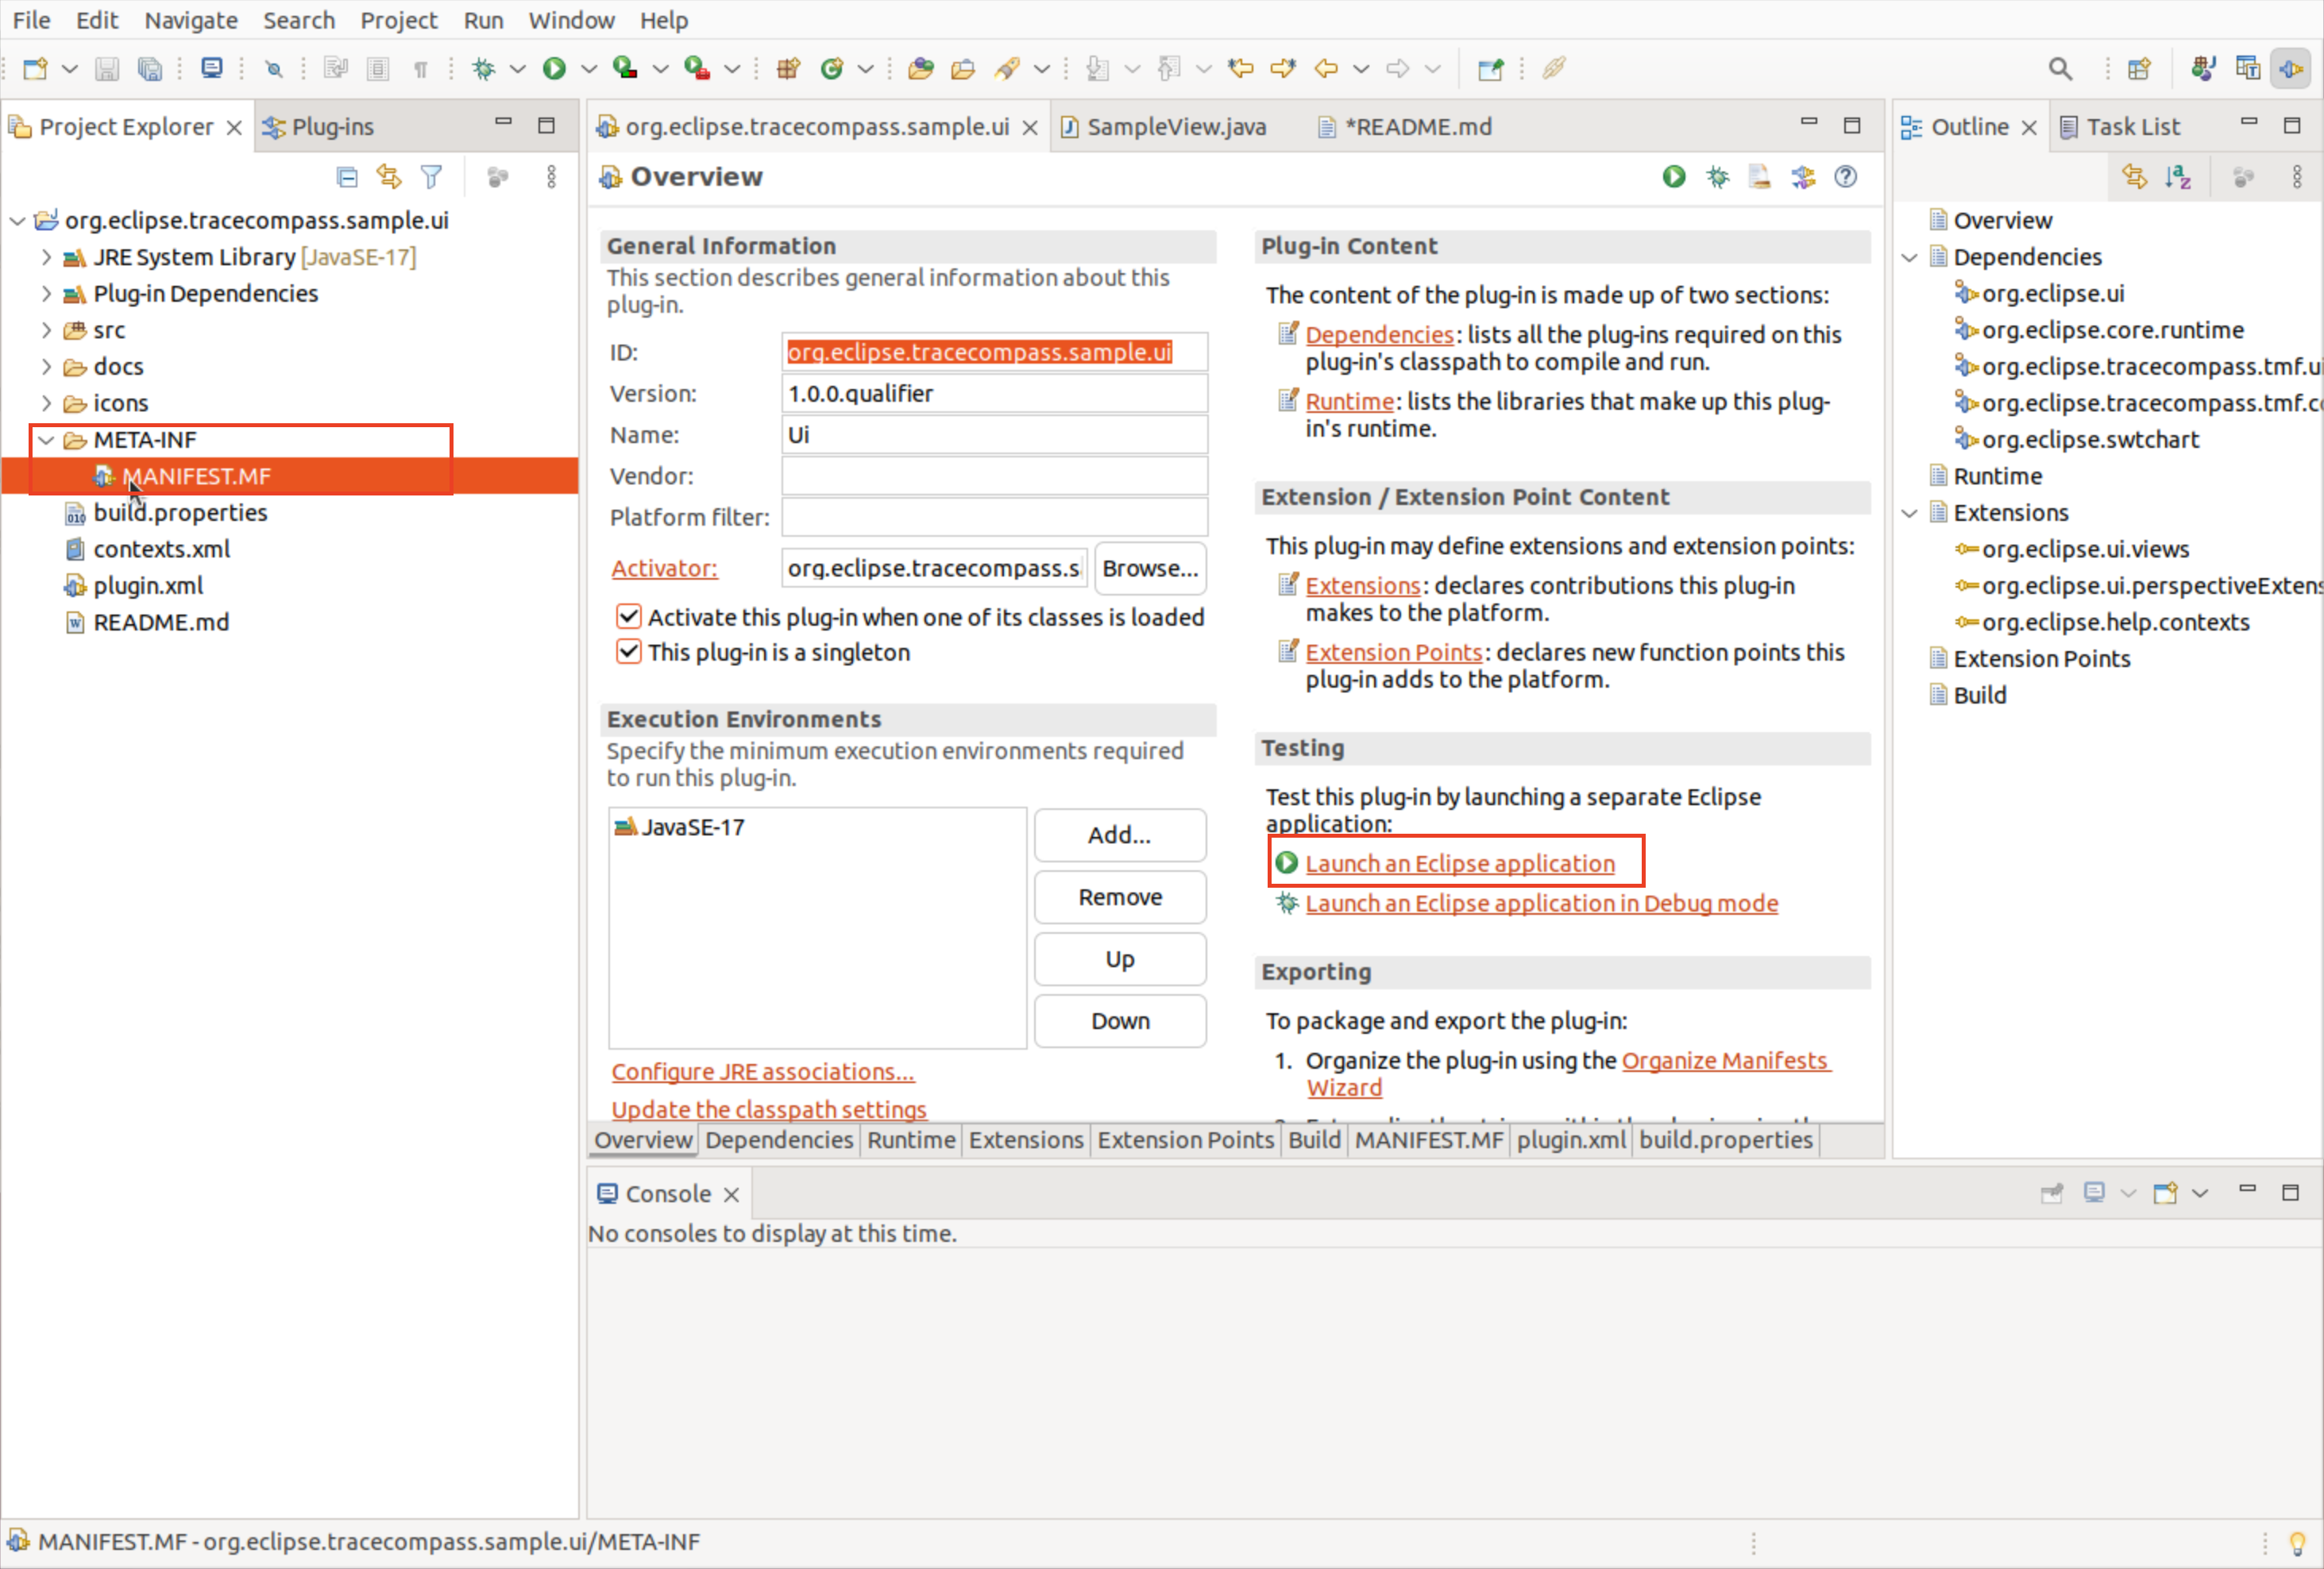 File Edit Navigate Search Project Run Window Help
Project Explorer
Plug-ins
org.eclipse.tracecompass.sample.ui
JRE System Library [JavaSE-17]
Plug-in Dependencies
src
docs
icons
META-INF
MANIFEST.MF
build.properties
contexts.xml
plugin.xml
README.md
org.eclipse.tracecompass.sample.ui
SampleView.java
*README.md
Overview
General Information
This section describes general information about this
plug-in.
ID: org.eclipse.tracecompass.sample.ui
Version: 1.0.0.qualifier
Name: Ui
Vendor:
Platform filter:
Activator: org.eclipse.tracecompass.s Browse...
Activate this plug-in when one of its classes is loaded
This plug-in is a singleton
Execution Environments
Specify the minimum execution environments required
to run this plug-in.
JavaSE-17
Add...
Remove
Up
Down
Configure JRE associations...
Update the classpath settings
Plug-in Content
The content of the plug-in is made up of two sections:
Dependencies: lists all the plug-ins required on this
plug-in's classpath to compile and run.
Runtime: lists the libraries that make up this plug-
in's runtime.
Extension / Extension Point Content
This plug-in may define extensions and extension points:
Extensions: declares contributions this plug-in
makes to the platform.
Extension Points: declares new function points this
plug-in adds to the platform.
Testing
Test this plug-in by launching a separate Eclipse
application:
Launch an Eclipse application
Launch an Eclipse application in Debug mode
Exporting
To package and export the plug-in:
1. Organize the plug-in using the Organize Manifests
Wizard
Overview Dependencies Runtime Extensions Extension Points Build MANIFEST.MF plugin.xml build.properties
Console
No consoles to display at this time.
Outline
Task List
Overview
Dependencies
org.eclipse.ui
org.eclipse.core.runtime
org.eclipse.tracecompass.tmf.u
org.eclipse.tracecompass.tmf.c
org.eclipse.swtchart
Runtime
Extensions
org.eclipse.ui.views
org.eclipse.ui.perspectiveExtens
org.eclipse.help.contexts
Extension Points
Build
MANIFEST.MF - org.eclipse.tracecompass.sample.ui/META-INF